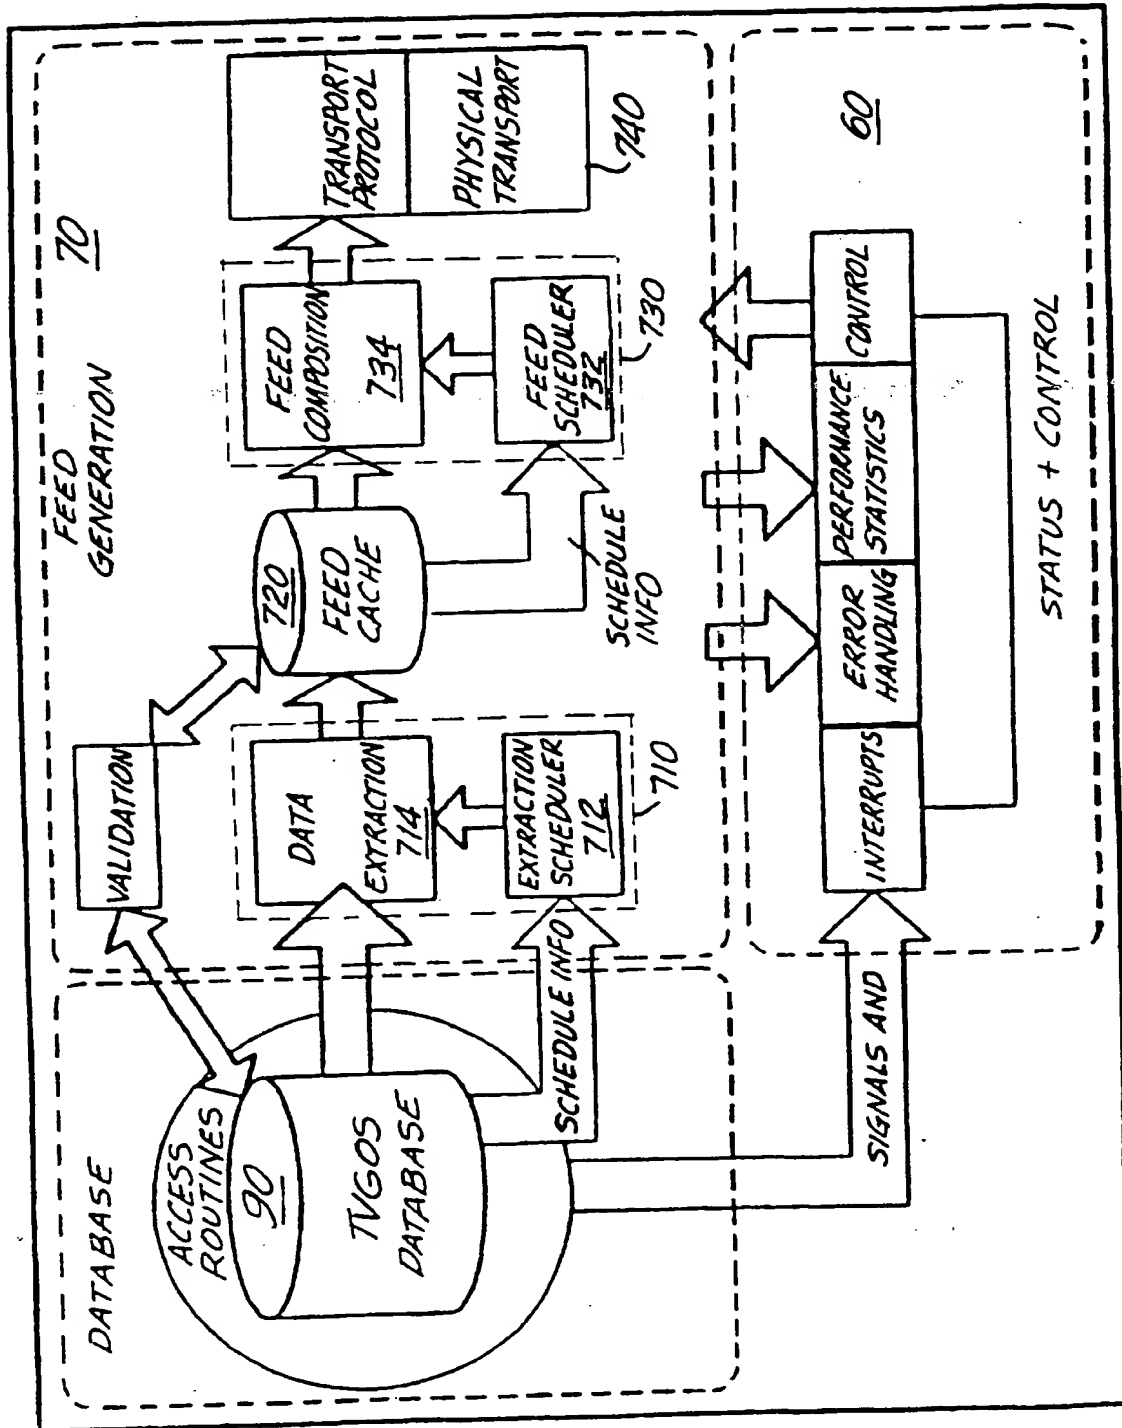 DATABASE
ACCESS
ROUTINES
90
TVGOS
DATABASE
SCHEDULE INFO
SIGNALS AND
FEED
GENERATION
70
VALIDATION
DATA
EXTRACTION
714
EXTRACTION
SCHEDULER
712
710
720
FEED
CACHE
SCHEDULE
INFO
FEED
COMPOSITION
734
FEED
SCHEDULER
732
730
TRANSPORT
PROTOCOL
PHYSICAL
TRANSPORT
740
INTERRUPTS
ERROR
HANDLING
PERFORMANCE
STATISTICS
CONTROL
60
STATUS + CONTROL